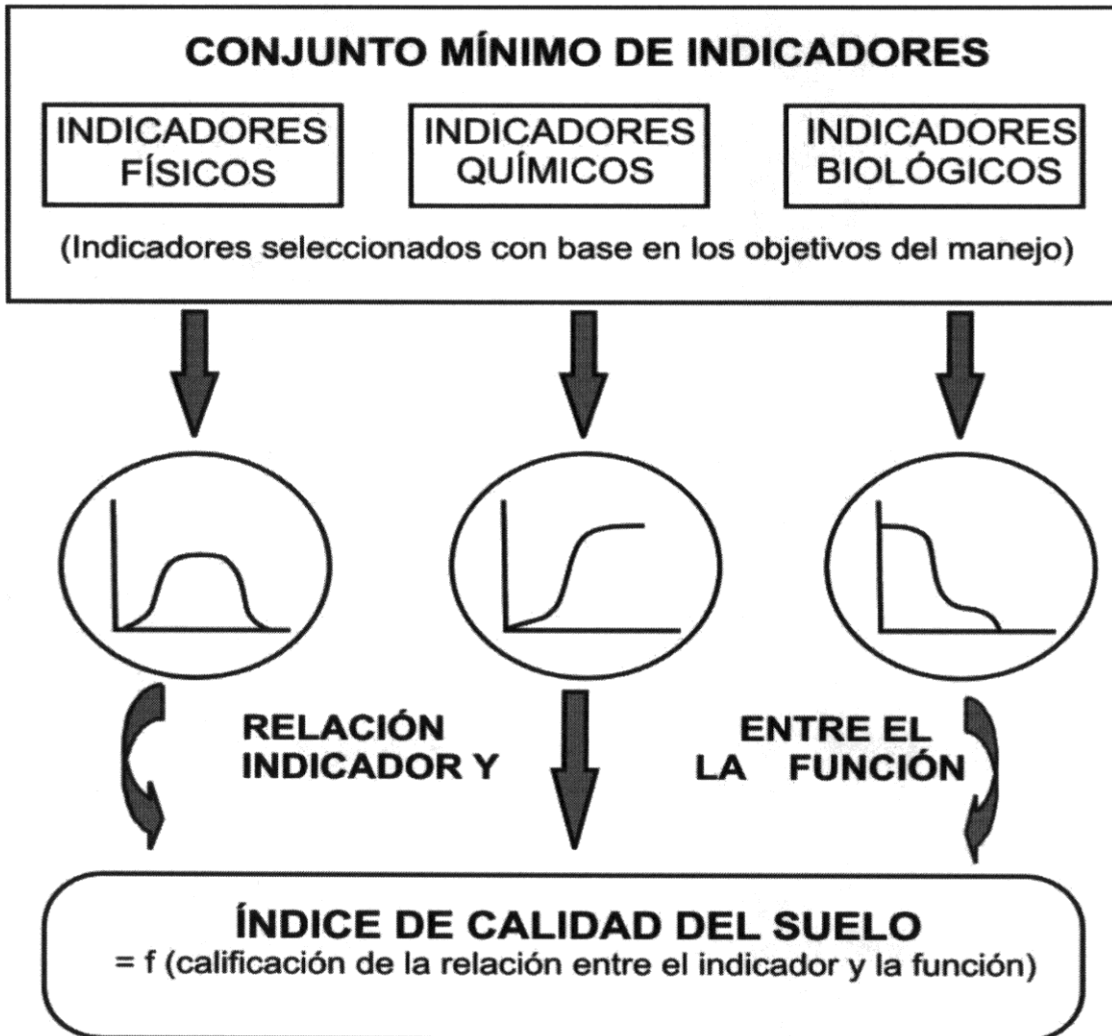 CONJUNTO MÍNIMO DE INDICADORES
INDICADORES
FÍSICOS
INDICADORES
QUÍMICOS
INDICADORES
BIOLÓGICOS
(Indicadores seleccionados con base en los objetivos del manejo)
RELACIÓN ENTRE EL
INDICADOR Y LA FUNCIÓN
ÍNDICE DE CALIDAD DEL SUELO
= f (calificación de la relación entre el indicador y la función)